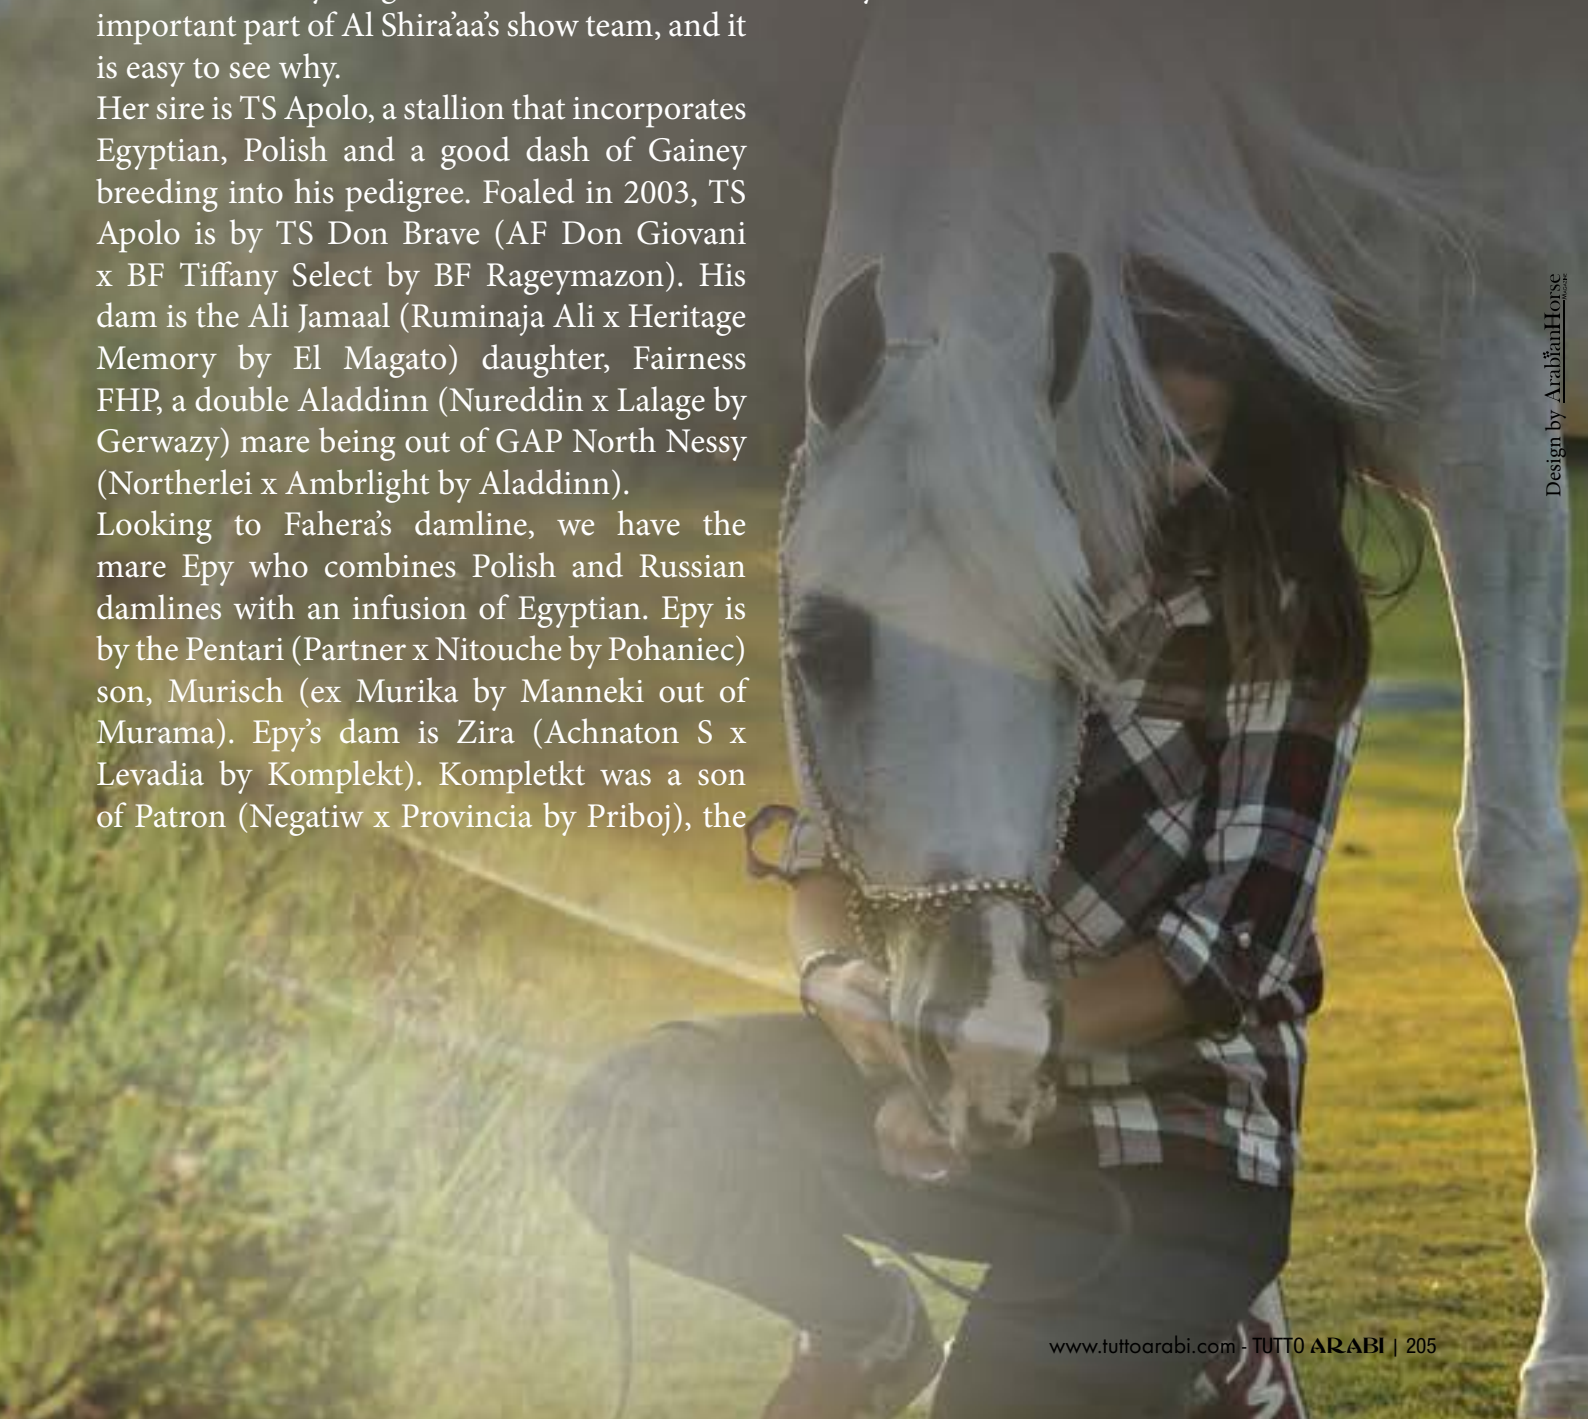 important part of Al Shira'aa's show team, and it
is easy to see why.
Her sire is TS Apolo, a stallion that incorporates
Egyptian, Polish and a good dash of Gainey
breeding into his pedigree. Foaled in 2003, TS
Apolo is by TS Don Brave (AF Don Giovani
x BF Tiffany Select by BF Rageymazon). His
dam is the Ali Jamaal (Ruminaja Ali x Heritage
Memory by El Magato) daughter, Fairness
FHP, a double Aladdinn (Nureddin x Lalage by
Gerwazy) mare being out of GAP North Nessy
(Northerlei x Ambrlight by Aladdinn).
Looking to Fahera's damline, we have the
mare Epy who combines Polish and Russian
damlines with an infusion of Egyptian. Epy is
by the Pentari (Partner x Nitouche by Pohaniec)
son, Murisch (ex Murika by Manneki out of
Murama). Epy's dam is Zira (Achnaton S x
Levadia by Komplekt). Kompletkt was a son
of Patron (Negatiw x Provincia by Priboj), the
Design by ArabianHorse
www.tuttoarabi.com - TUTTO ARABI | 205